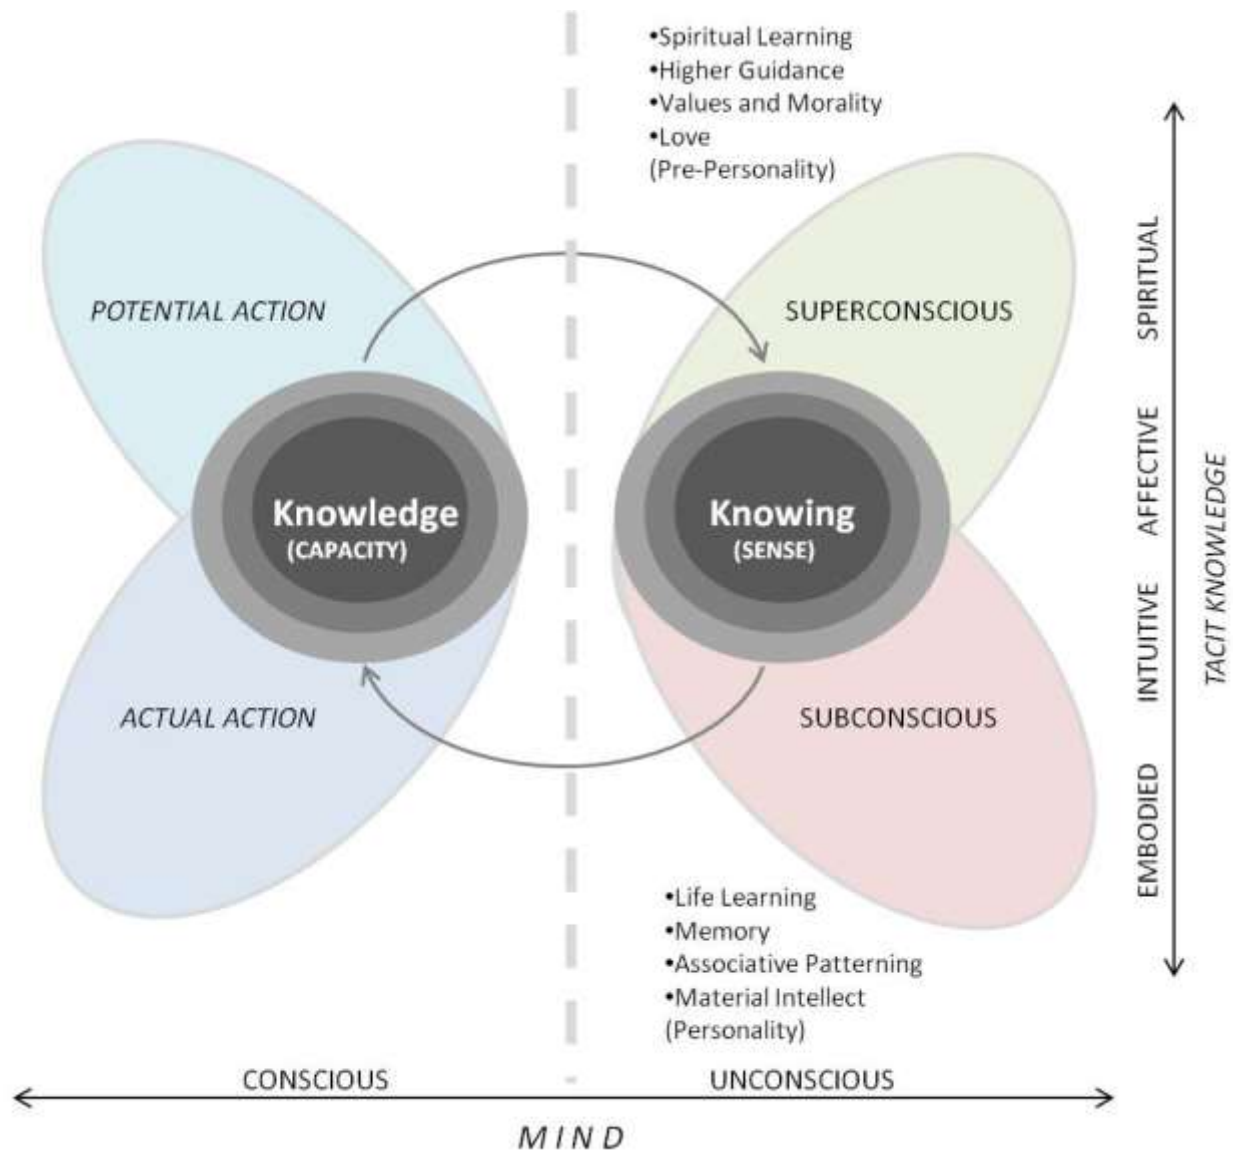 •Spiritual Learning
•Higher Guidance
•Values and Morality
•Love
(Pre-Personality)
POTENTIAL ACTION
SUPERCONSCIOUS
Knowledge
(CAPACITY)
Knowing
(SENSE)
ACTUAL ACTION
SUBCONSCIOUS
SPIRITUAL
AFFECTIVE
INTUITIVE
EMBODIED
TACIT KNOWLEDGE
•Life Learning
•Memory
•Associative Patterning
•Material Intellect
(Personality)
CONSCIOUS
UNCONSCIOUS
MIND